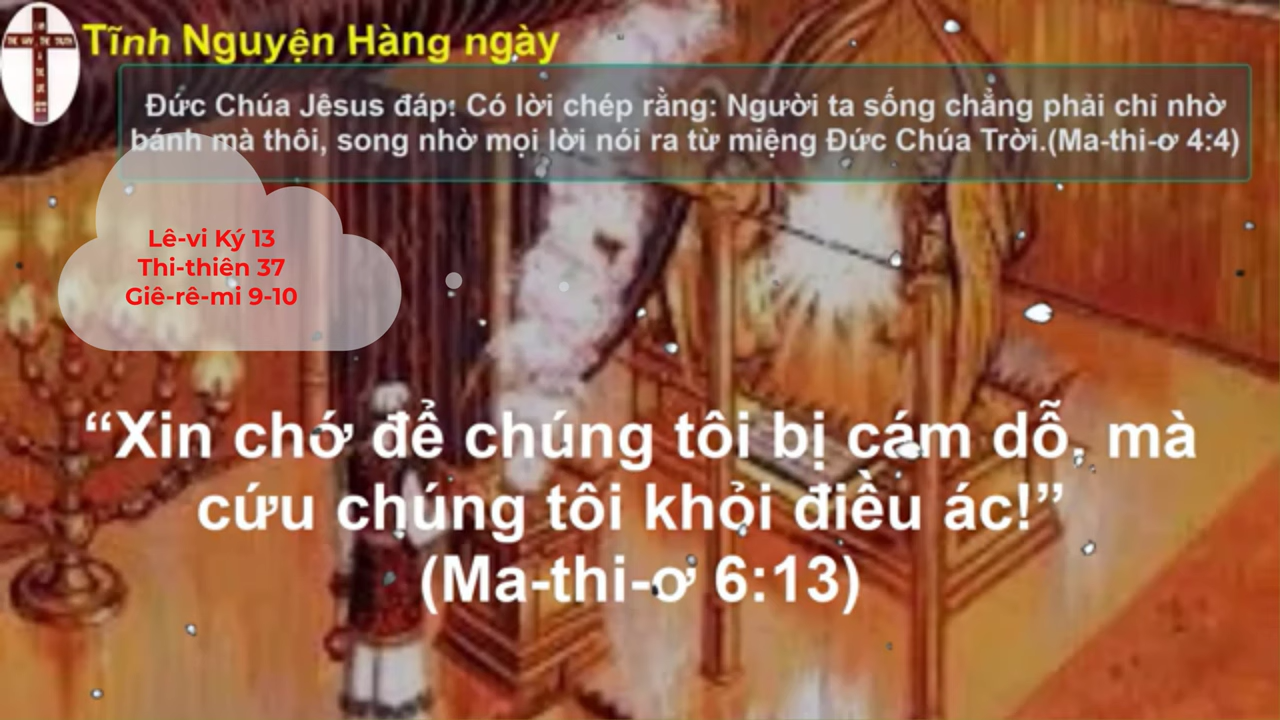 Tĩnh Nguyện Hàng ngày
Đức Chúa Jêsus đáp: Có lời chép rằng: Người ta sống chẳng phải chỉ nhờ
bánh mà thôi, song nhờ mọi lời nói ra từ miệng Đức Chúa Trời.(Ma-thi-ơ 4:4)
Lê-vi Ký 13
Thi-thiên 37
Giê-rê-mi 9-10
“Xin chớ để chúng tôi bị cám dỗ, mà
cứu chúng tôi khỏi điều ác!”
(Ma-thi-ơ 6:13)